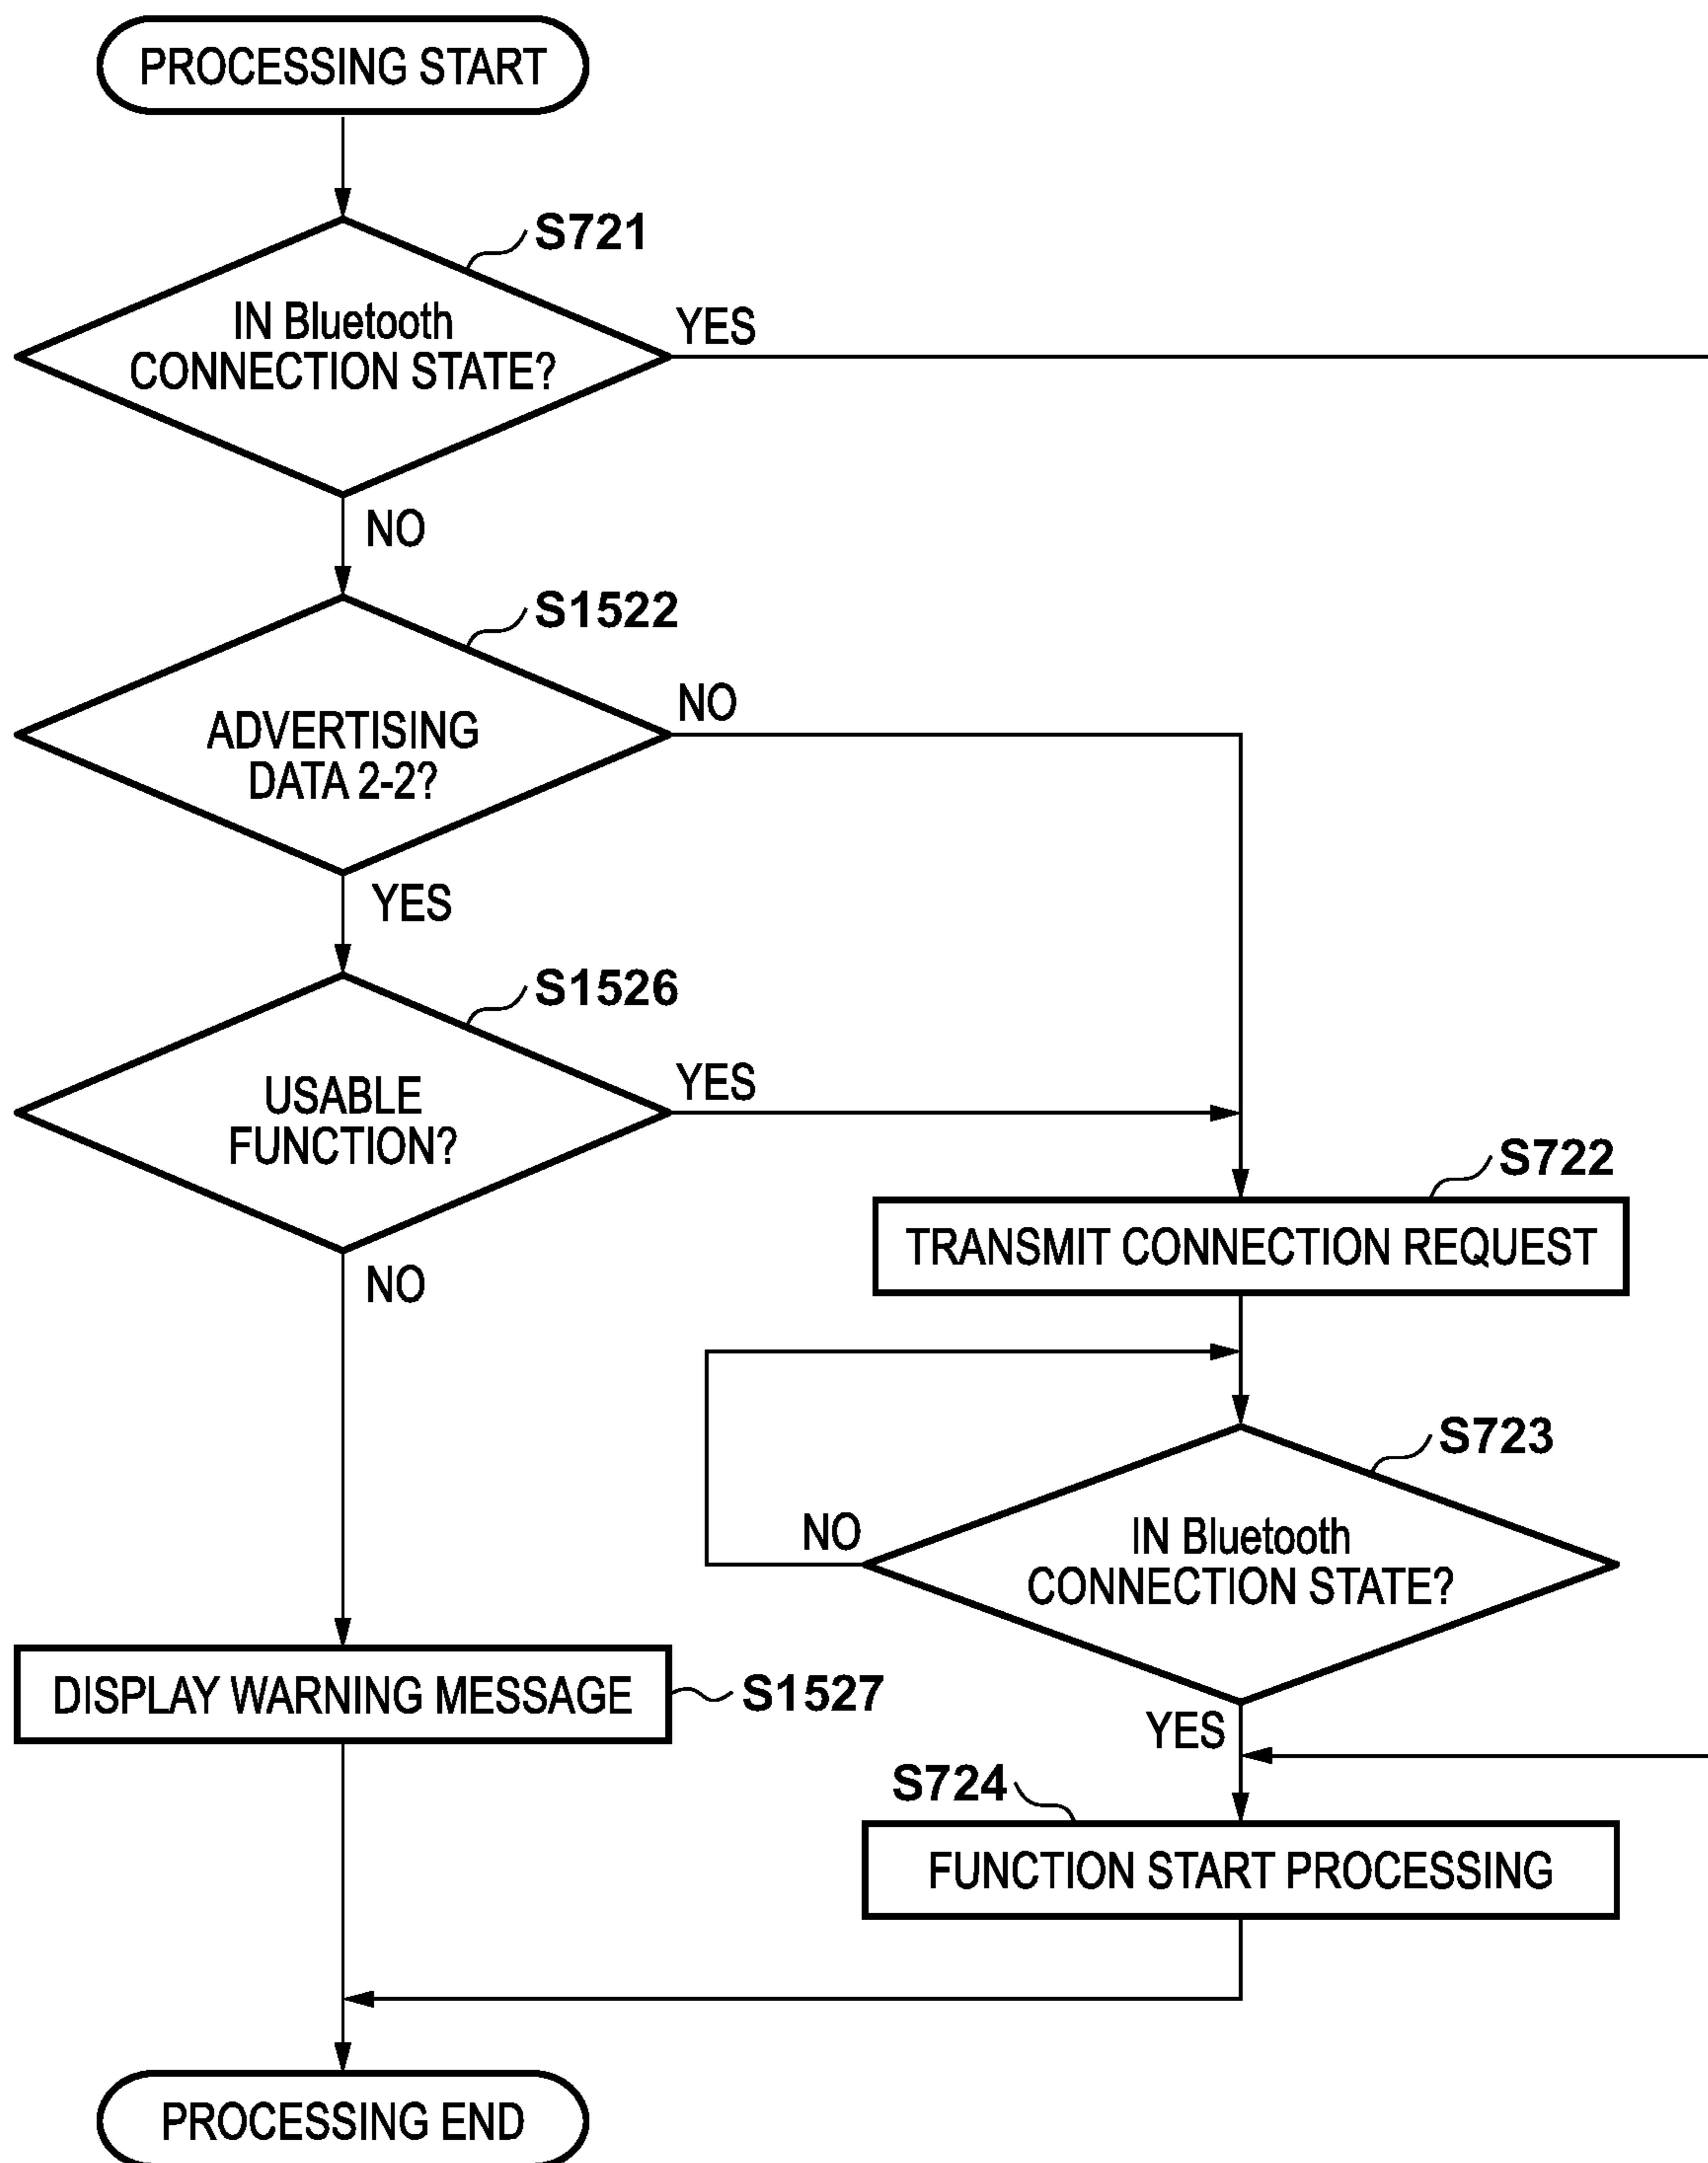 PROCESSING START
S721
IN Bluetooth
CONNECTION STATE?
YES
NO
S1522
ADVERTISING
DATA 2-2?
NO
YES
S1526
USABLE
FUNCTION?
YES
NO
S722
TRANSMIT CONNECTION REQUEST
S723
IN Bluetooth
CONNECTION STATE?
NO
YES
DISPLAY WARNING MESSAGE
S1527
S724
FUNCTION START PROCESSING
PROCESSING END